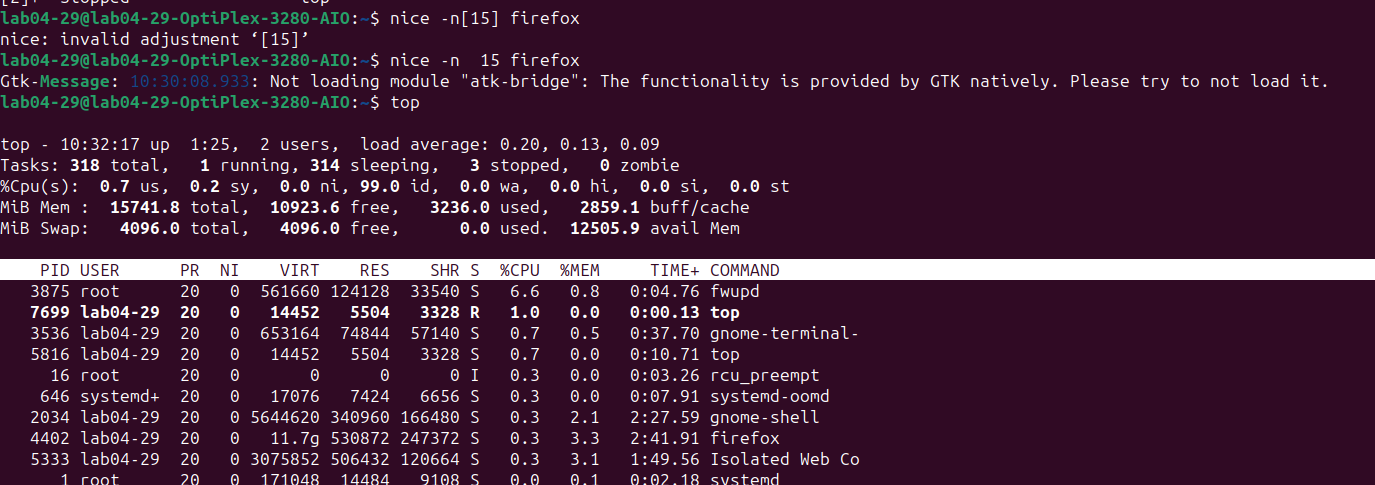 [2]+  Stopped                 top
lab04-29@lab04-29-OptiPlex-3280-AIO:~$ nice -n[15] firefox
nice: invalid adjustment ‘[15]’
lab04-29@lab04-29-OptiPlex-3280-AIO:~$ nice -n  15 firefox
Gtk-Message: 10:30:08.933: Not loading module "atk-bridge": The functionality is provided by GTK natively. Please try to not load it.
lab04-29@lab04-29-OptiPlex-3280-AIO:~$ top
top - 10:32:17 up  1:25,  2 users,  load average: 0.20, 0.13, 0.09
Tasks: 318 total,   1 running, 314 sleeping,   3 stopped,   0 zombie
%Cpu(s):  0.7 us,  0.2 sy,  0.0 ni, 99.0 id,  0.0 wa,  0.0 hi,  0.0 si,  0.0 st
MiB Mem :  15741.8 total,  10923.6 free,   3236.0 used,   2859.1 buff/cache
MiB Swap:   4096.0 total,   4096.0 free,      0.0 used.  12505.9 avail Mem
    PID USER      PR  NI    VIRT    RES    SHR S  %CPU  %MEM     TIME+ COMMAND
   3875 root      20   0  561660 124128  33540 S   6.6   0.8   0:04.76 fwupd
   7699 lab04-29  20   0   14452   5504   3328 R   1.0   0.0   0:00.13 top
   3536 lab04-29  20   0  653164  74844  57140 S   0.7   0.5   0:37.70 gnome-terminal-
   5816 lab04-29  20   0   14452   5504   3328 S   0.7   0.0   0:10.71 top
     16 root      20   0       0      0      0 I   0.3   0.0   0:03.26 rcu_preempt
    646 systemd+  20   0   17076   7424   6656 S   0.3   0.0   0:07.91 systemd-oomd
   2034 lab04-29  20   0 5644620 340960 166480 S   0.3   2.1   2:27.59 gnome-shell
   4402 lab04-29  20   0   11.7g 530872 247372 S   0.3   3.3   2:41.91 firefox
   5333 lab04-29  20   0 3075852 506432 120664 S   0.3   3.1   1:49.56 Isolated Web Co
      1 root      20   0  171048  14484   9108 S   0.0   0.1   0:02.18 systemd